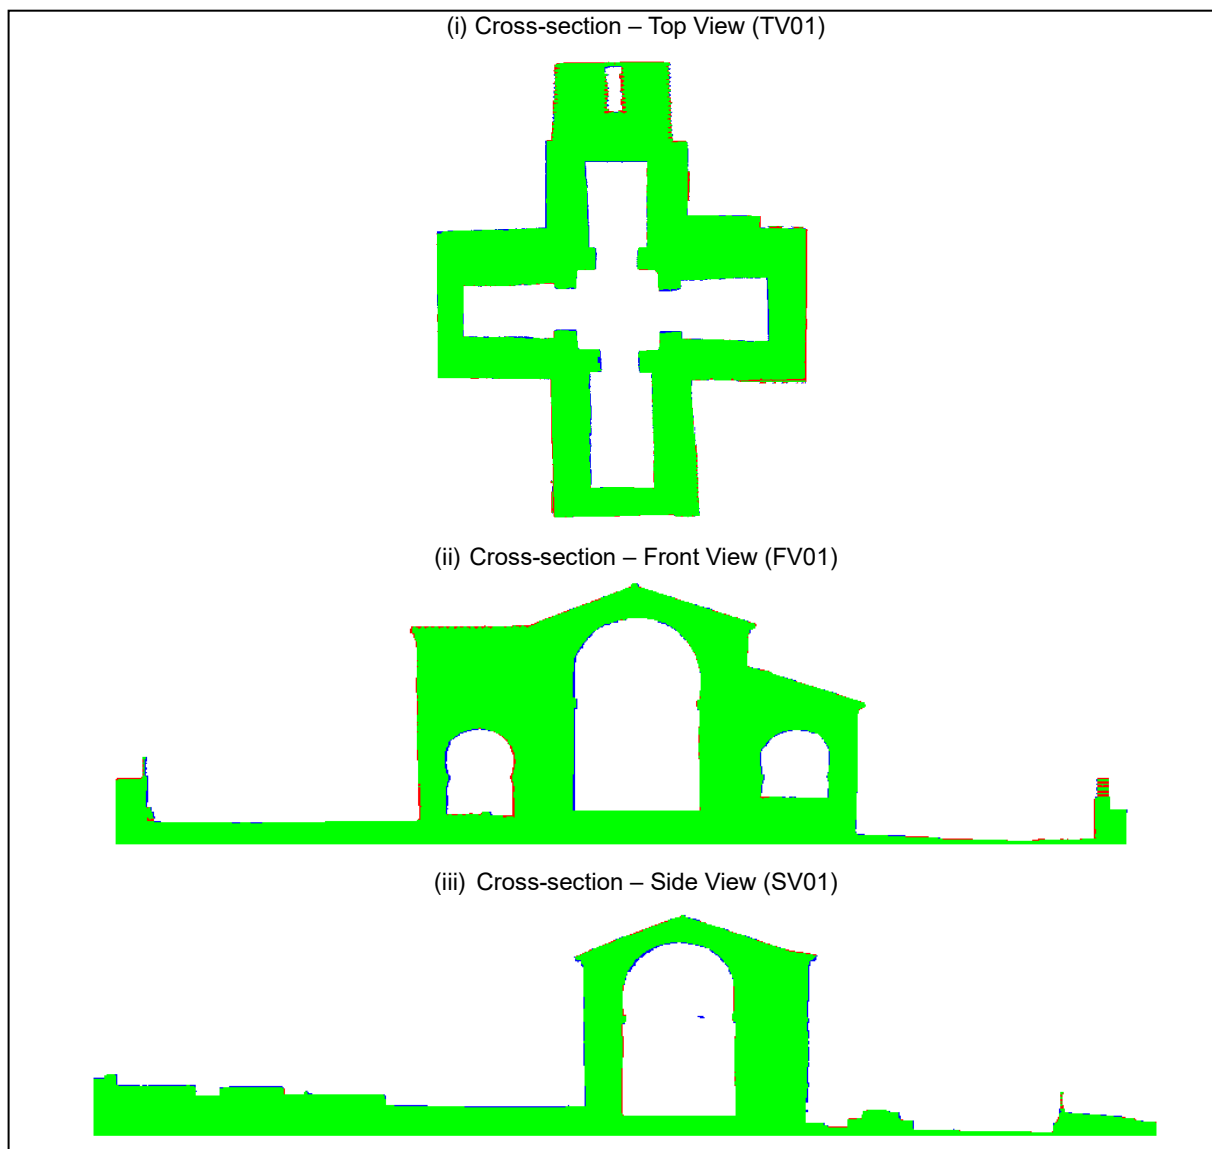 (i) Cross-section – Top View (TV01)
(ii) Cross-section – Front View (FV01)
(iii) Cross-section – Side View (SV01)